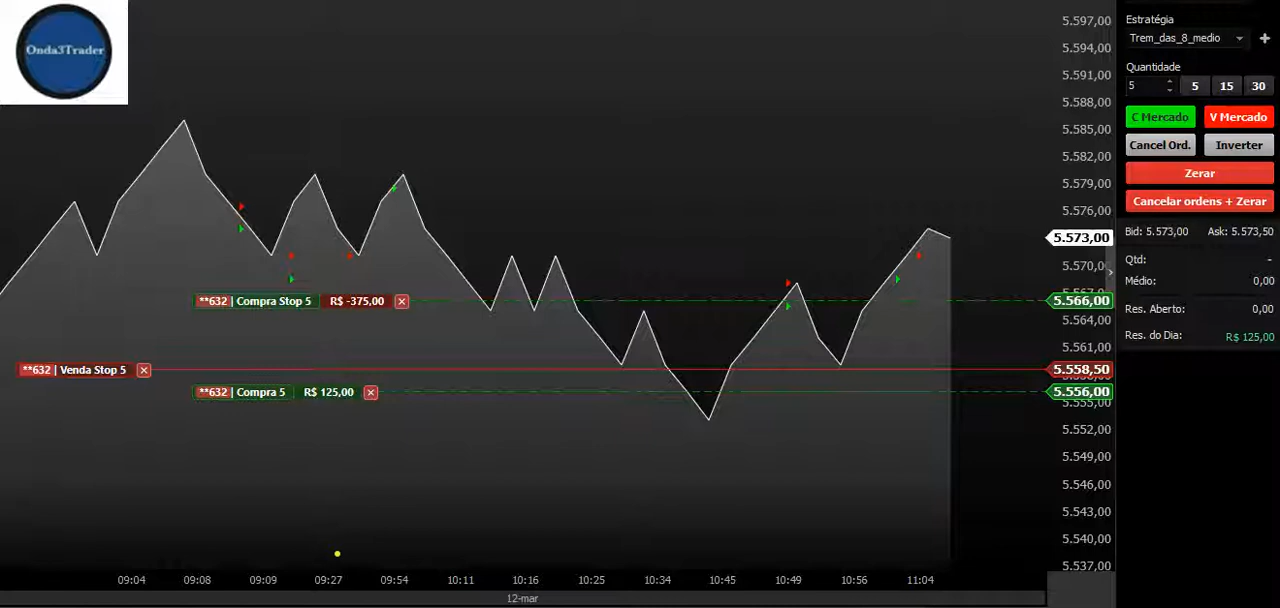 Onda3Trader
5.597,00
5.594,00
5.591,00
5.588,00
5.585,00
5.582,00
5.579,00
5.576,00
5.573,00
5.570,00
5.566,00
5.564,00
5.561,00
5.558,50
5.556,00
5.555,00
5.552,00
5.549,00
5.546,00
5.543,00
5.540,00
5.537,00
**632 | Compra Stop 5 R$ -375,00
**632 | Venda Stop 5
**632 | Compra 5 R$ 125,00
09:04 09:08 09:09 09:27 09:54 10:11 10:16 10:25 10:34 10:45 10:49 10:56 11:04
12-mar
Estratégia
Trem_das_8_medio
Quantidade
5 5 15 30
C Mercado V Mercado
Cancel Ord. Inverter
Zerar
Cancelar ordens + Zerar
Bid: 5.573,00 Ask: 5.573,50
Qtd: -
Médio: 0,00
Res. Aberto: 0,00
Res. do Dia: R$ 125,00